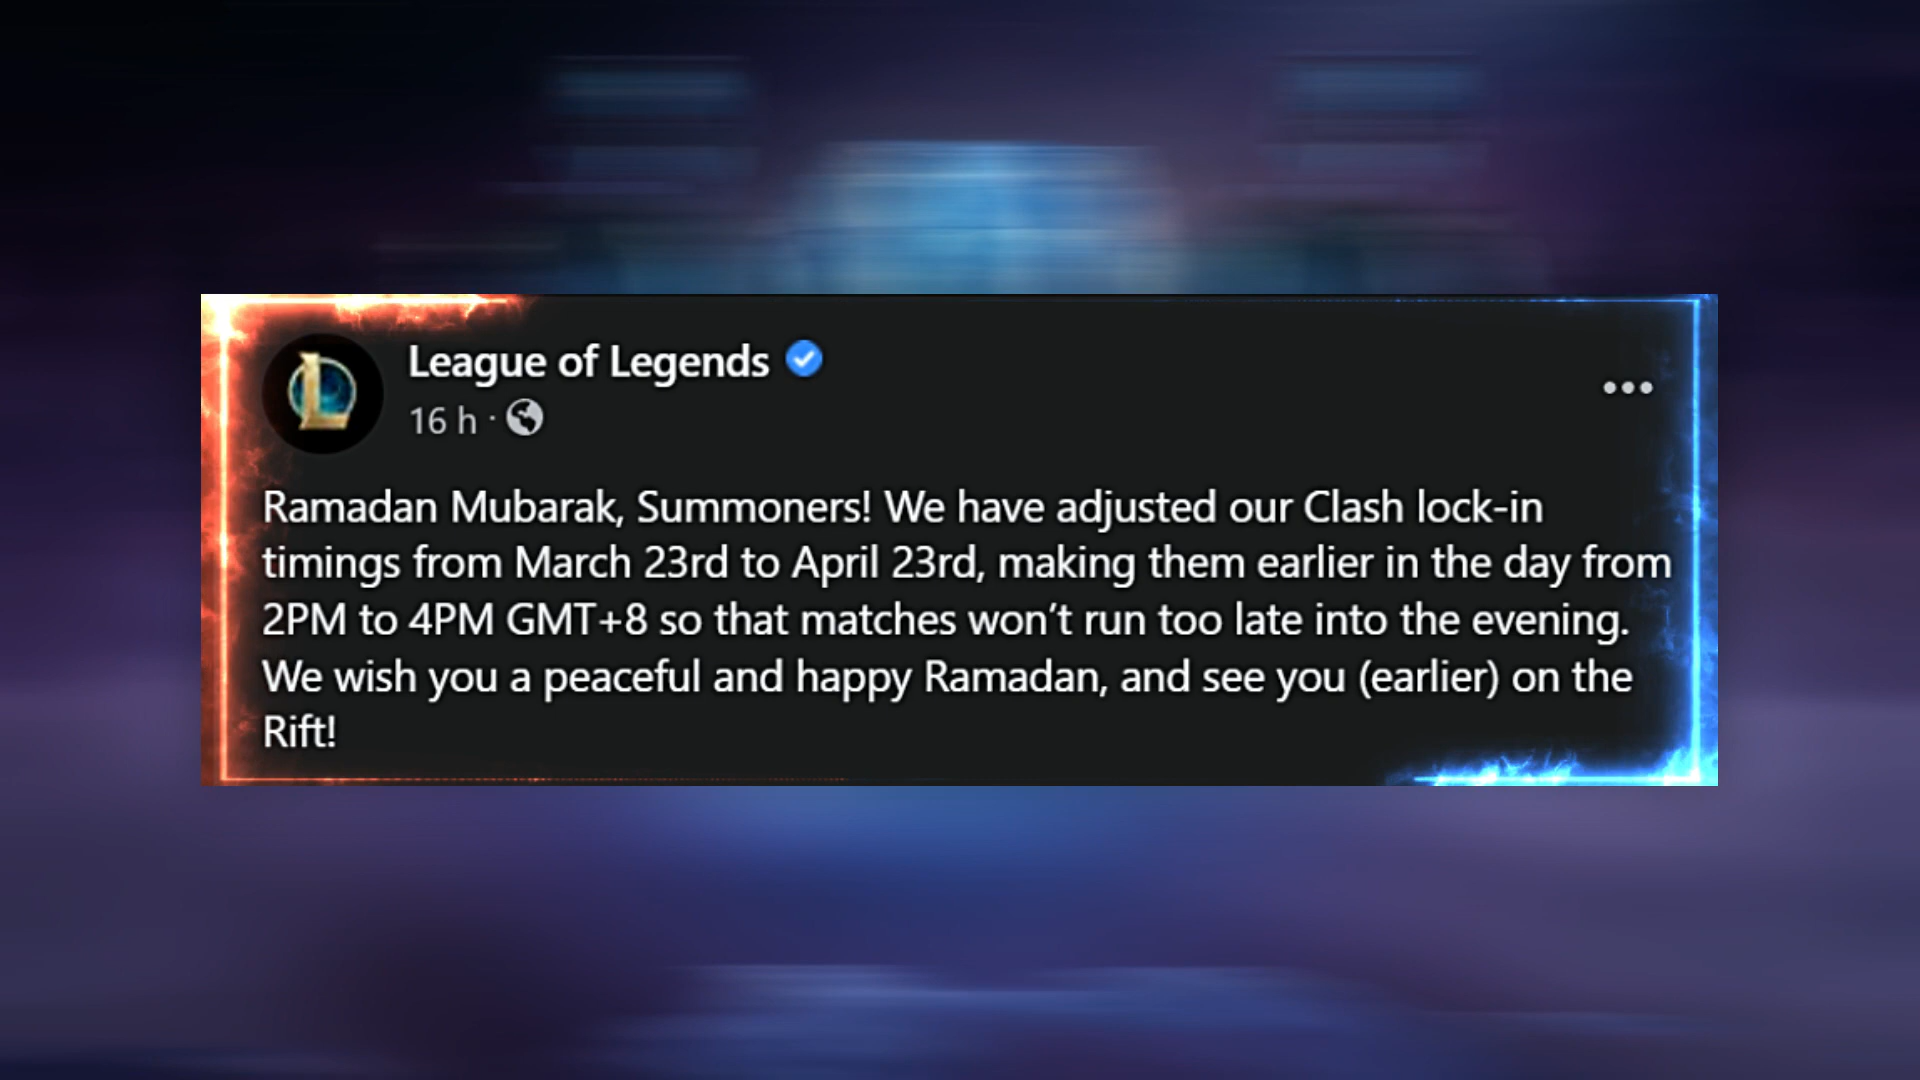 League of Legends
16 h ·
Ramadan Mubarak, Summoners! We have adjusted our Clash lock-in
timings from March 23rd to April 23rd, making them earlier in the day from
2PM to 4PM GMT+8 so that matches won’t run too late into the evening.
We wish you a peaceful and happy Ramadan, and see you (earlier) on the
Rift!